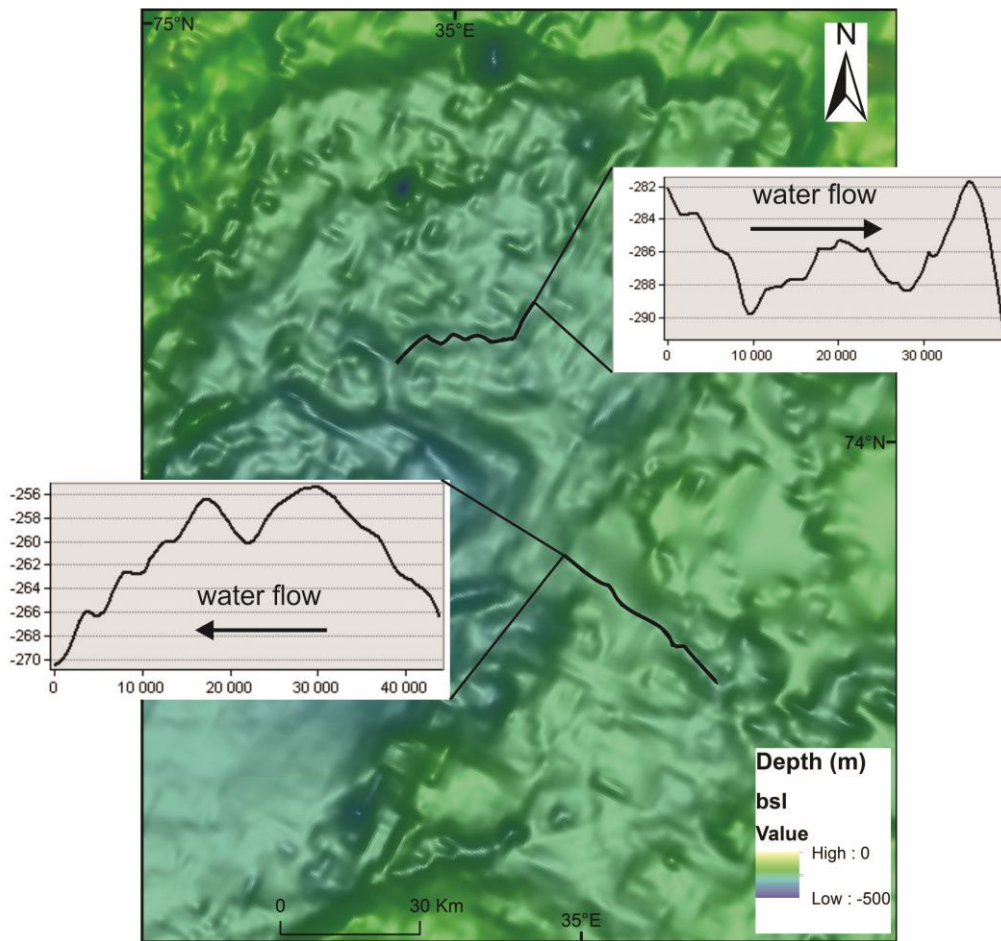 75°N
35°E
N
-282
-284
-286
-288
-290
water flow
0 10 000 20 000 30 000
74°N
-256
-258
-260
-262
-264
-266
-268
-270
water flow
0 10 000 20 000 30 000 40 000
Depth (m)
bsl
Value
High : 0
Low : -500
0 30 Km
35°E